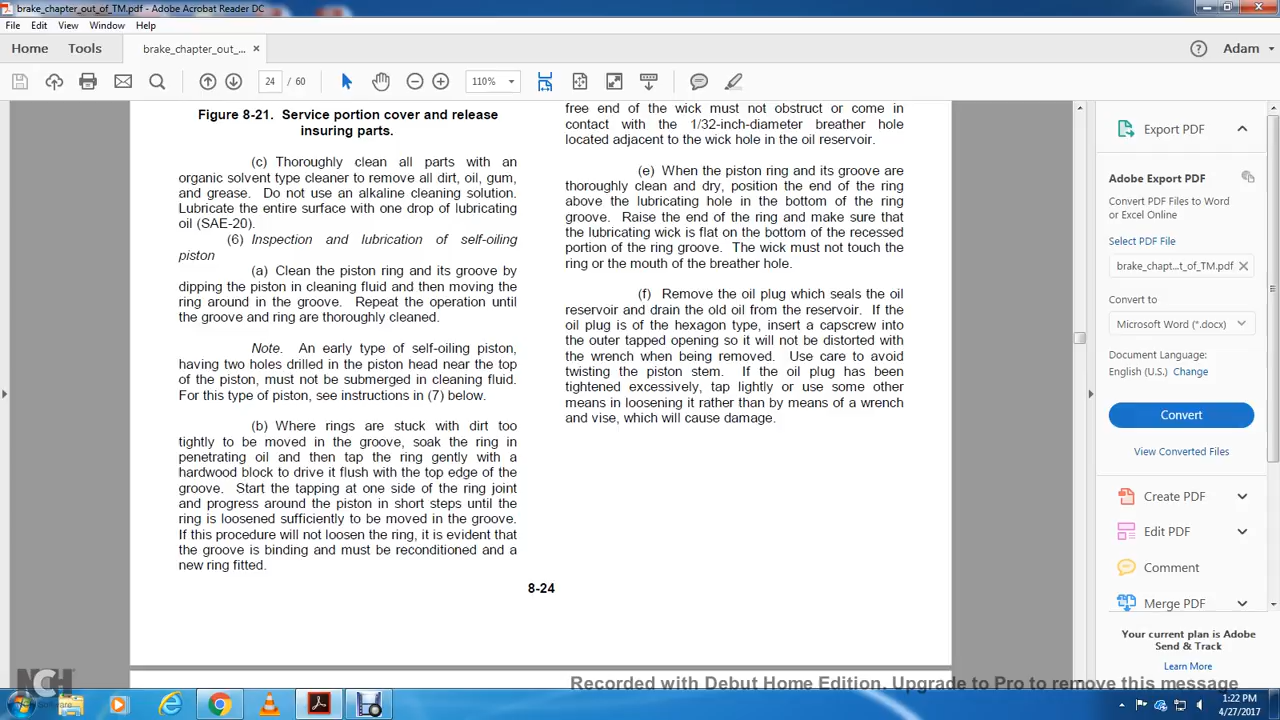 brake_chapter_out_of_TM.pdf - Adobe Acrobat Reader DC
File Edit View Window Help
Home Tools brake_chapter_out_... × Adam
24 / 60 110%
Figure 8-21. Service portion cover and release
insuring parts.
(c) Thoroughly clean all parts with an
organic solvent type cleaner to remove all dirt, oil, gum,
and grease. Do not use an alkaline cleaning solution.
Lubricate the entire surface with one drop of lubricating
oil (SAE-20).
(6) Inspection and lubrication of self-oiling
piston
(a) Clean the piston ring and its groove by
dipping the piston in cleaning fluid and then moving the
ring around in the groove. Repeat the operation until
the groove and ring are thoroughly cleaned.
Note. An early type of self-oiling piston,
having two holes drilled in the piston head near the top
of the piston, must not be submerged in cleaning fluid.
For this type of piston, see instructions in (7) below.
(b) Where rings are stuck with dirt too
tightly to be moved in the groove, soak the ring in
penetrating oil and then tap the ring gently with a
hardwood block to drive it flush with the top edge of the
groove. Start the tapping at one side of the ring joint
and progress around the piston in short steps until the
ring is loosened sufficiently to be moved in the groove.
If this procedure will not loosen the ring, it is evident that
the groove is binding and must be reconditioned and a
new ring fitted.
free end of the wick must not obstruct or come in
contact with the 1/32-inch-diameter breather hole
located adjacent to the wick hole in the oil reservoir.
(e) When the piston ring and its groove are
thoroughly clean and dry, position the end of the ring
above the lubricating hole in the bottom of the ring
groove. Raise the end of the ring and make sure that
the lubricating wick is flat on the bottom of the recessed
portion of the ring groove. The wick must not touch the
ring or the mouth of the breather hole.
(f) Remove the oil plug which seals the oil
reservoir and drain the old oil from the reservoir. If the
oil plug is of the hexagon type, insert a capscrew into
the outer tapped opening so it will not be distorted with
the wrench when being removed. Use care to avoid
twisting the piston stem. If the oil plug has been
tightened excessively, tap lightly or use some other
means in loosening it rather than by means of a wrench
and vise, which will cause damage.
8-24
Export PDF
Adobe Export PDF
Convert PDF Files to Word
or Excel Online
Select PDF File
brake_chapt...t_of_TM.pdf ×
Convert to
Microsoft Word (*.docx)
Document Language:
English (U.S.) Change
Convert
View Converted Files
Create PDF
Edit PDF
Comment
Merge PDF
Your current plan is Adobe
Send & Track
Learn More
NCH
Software
Recorded with Debut Home Edition. Upgrade to Pro to remove this message
1:22 PM
4/27/2017